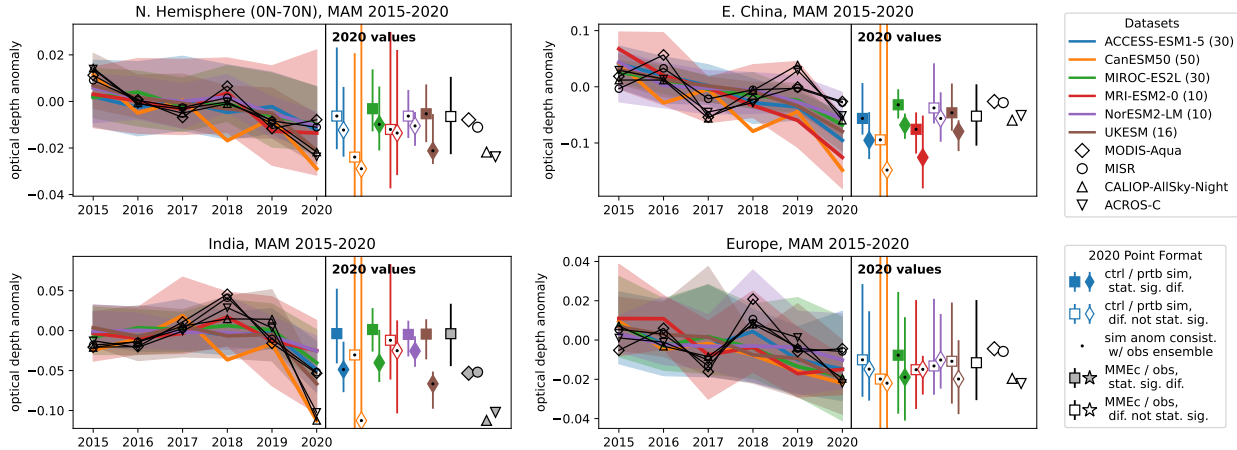 N. Hemisphere (0N-70N), MAM 2015-2020
optical depth anomaly
0.02
0.00
−0.02
−0.04
2015 2016 2017 2018 2019 2020
2020 values
E. China, MAM 2015-2020
optical depth anomaly
0.1
0.0
−0.1
2015 2016 2017 2018 2019 2020
2020 values
Datasets
ACCESS-ESM1-5 (30)
CanESM50 (50)
MIROC-ES2L (30)
MRI-ESM2-0 (10)
NorESM2-LM (10)
UKESM (16)
MODIS-Aqua
MISR
CALIOP-AllSky-Night
ACROS-C
India, MAM 2015-2020
optical depth anomaly
0.05
0.00
−0.05
−0.10
2015 2016 2017 2018 2019 2020
2020 values
Europe, MAM 2015-2020
optical depth anomaly
0.04
0.02
0.00
−0.02
−0.04
2015 2016 2017 2018 2019 2020
2020 values
2020 Point Format
ctrl / prtb sim,
stat. sig. dif.
ctrl / prtb sim,
dif. not stat. sig.
sim anom consist.
w/ obs ensemble
MMEc / obs,
stat. sig. dif.
MMEc / obs,
dif. not stat. sig.